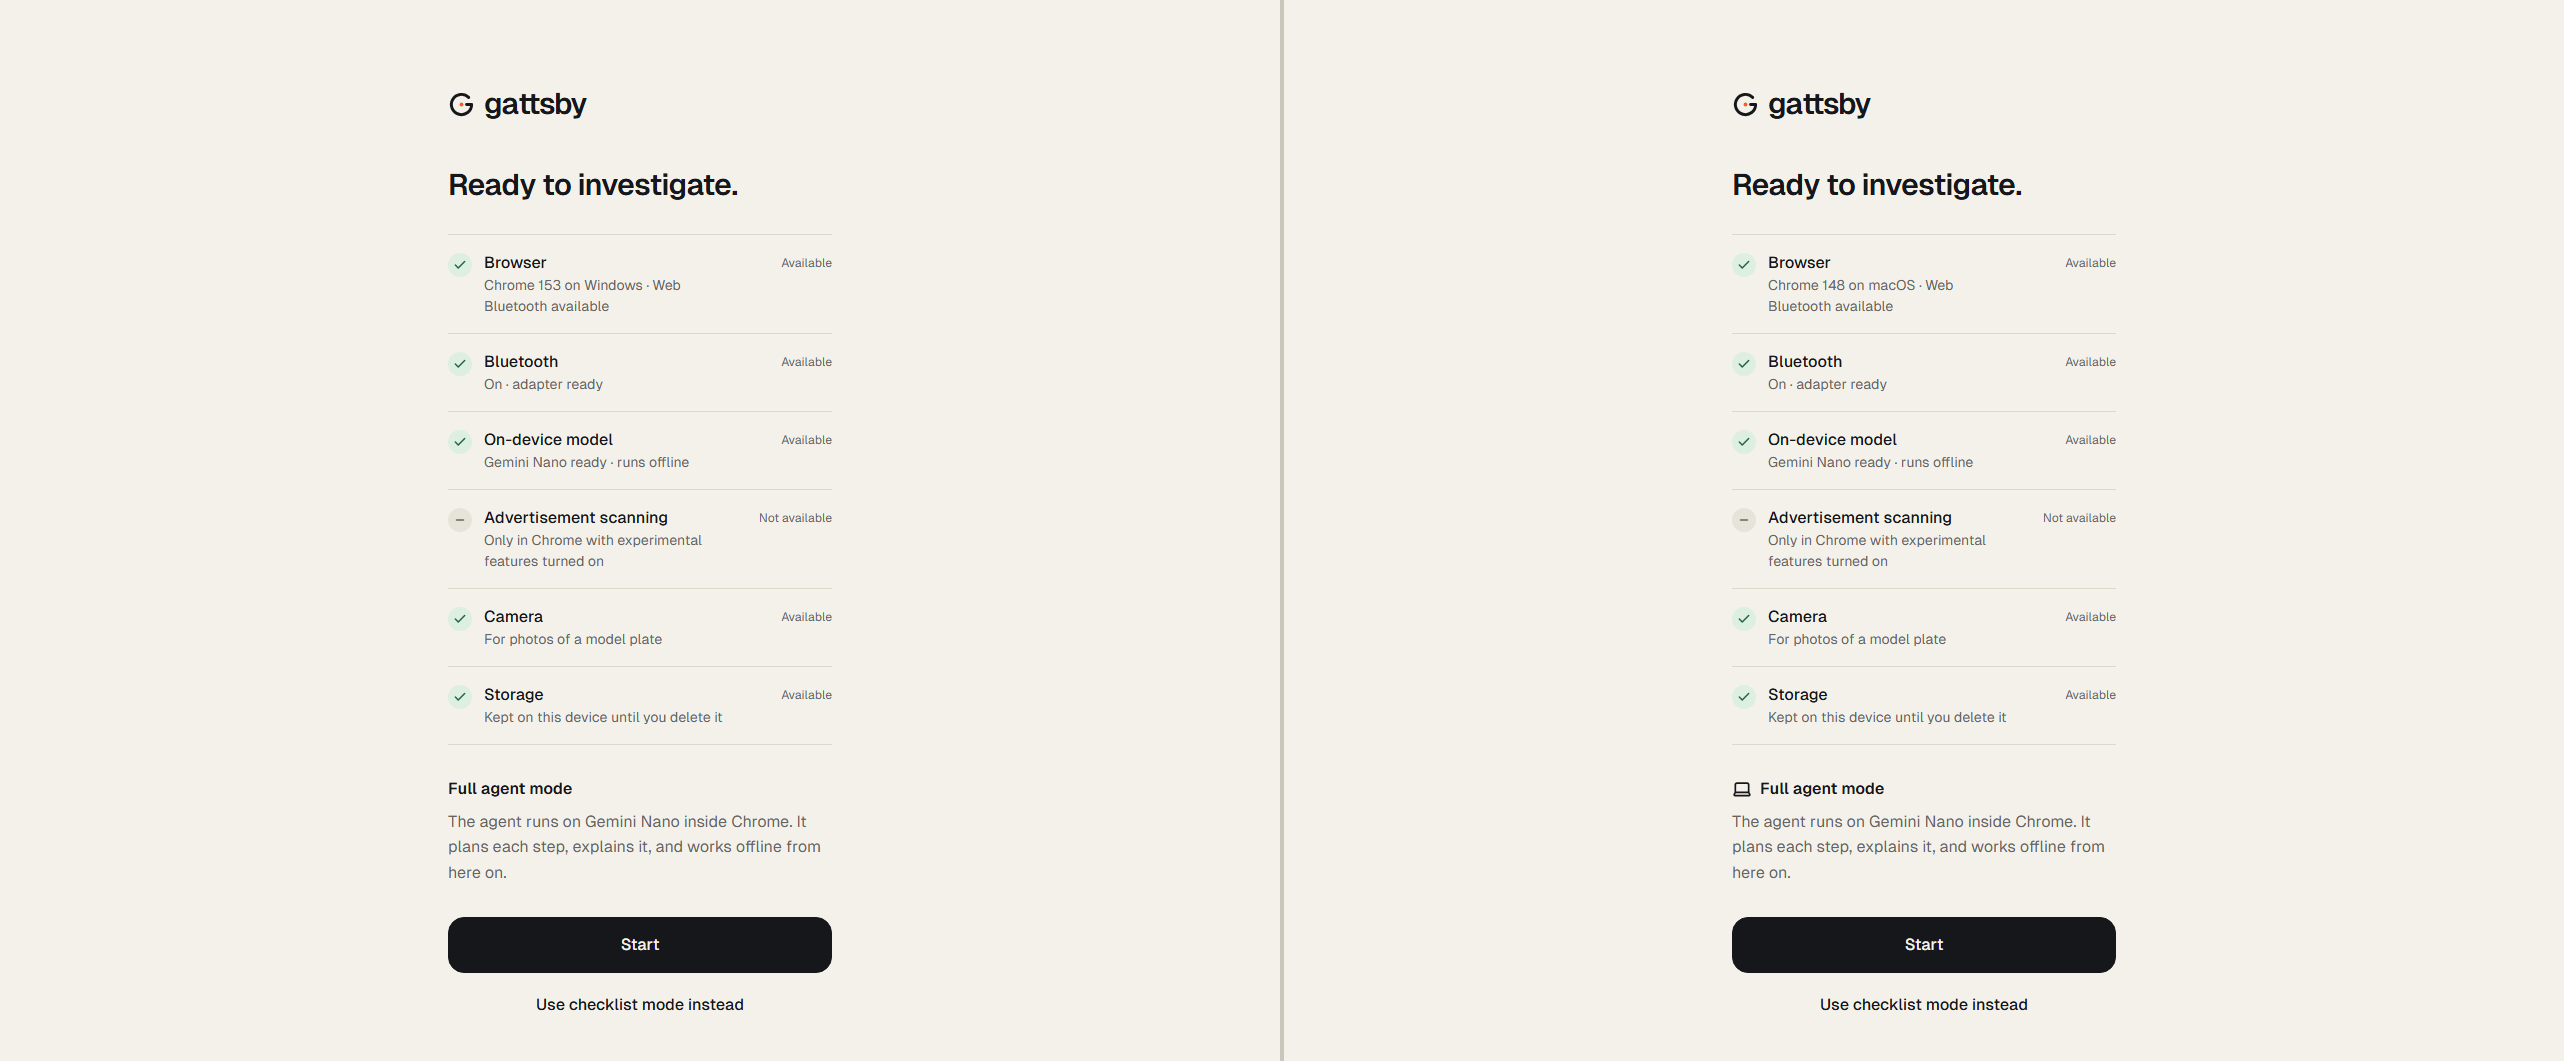 gattsby
Ready to investigate.
Browser
Available
Chrome 153 on Windows · Web
Bluetooth available
Bluetooth
Available
On · adapter ready
On-device model
Available
Gemini Nano ready · runs offline
Advertisement scanning
Not available
Only in Chrome with experimental
features turned on
Camera
Available
For photos of a model plate
Storage
Available
Kept on this device until you delete it
Full agent mode
The agent runs on Gemini Nano inside Chrome. It
plans each step, explains it, and works offline from
here on.
Start
Use checklist mode instead
gattsby
Ready to investigate.
Browser
Available
Chrome 148 on macOS · Web
Bluetooth available
Bluetooth
Available
On · adapter ready
On-device model
Available
Gemini Nano ready · runs offline
Advertisement scanning
Not available
Only in Chrome with experimental
features turned on
Camera
Available
For photos of a model plate
Storage
Available
Kept on this device until you delete it
Full agent mode
The agent runs on Gemini Nano inside Chrome. It
plans each step, explains it, and works offline from
here on.
Start
Use checklist mode instead